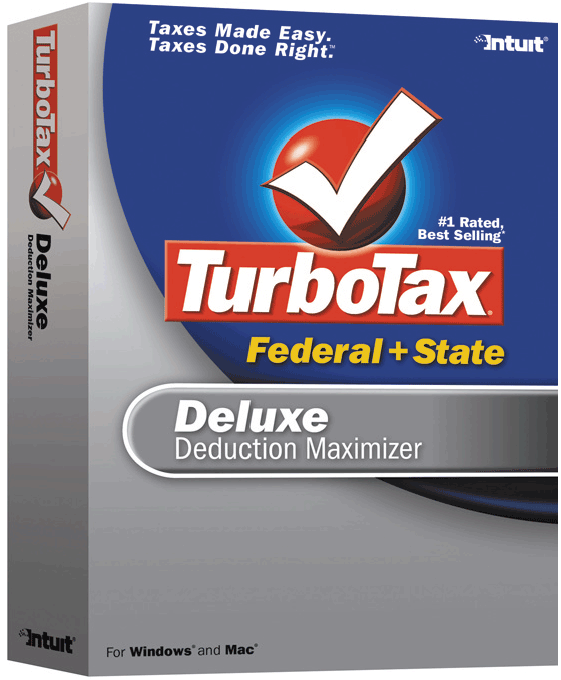 Taxes Made Easy.
Taxes Done Right.™
Intuit®
#1 Rated,
Best Selling*
TurboTax®
Federal + State
Deluxe
Deduction Maximizer
For Windows® and Mac®
TurboTax®
Deluxe
Deduction Maximizer
Intuit®